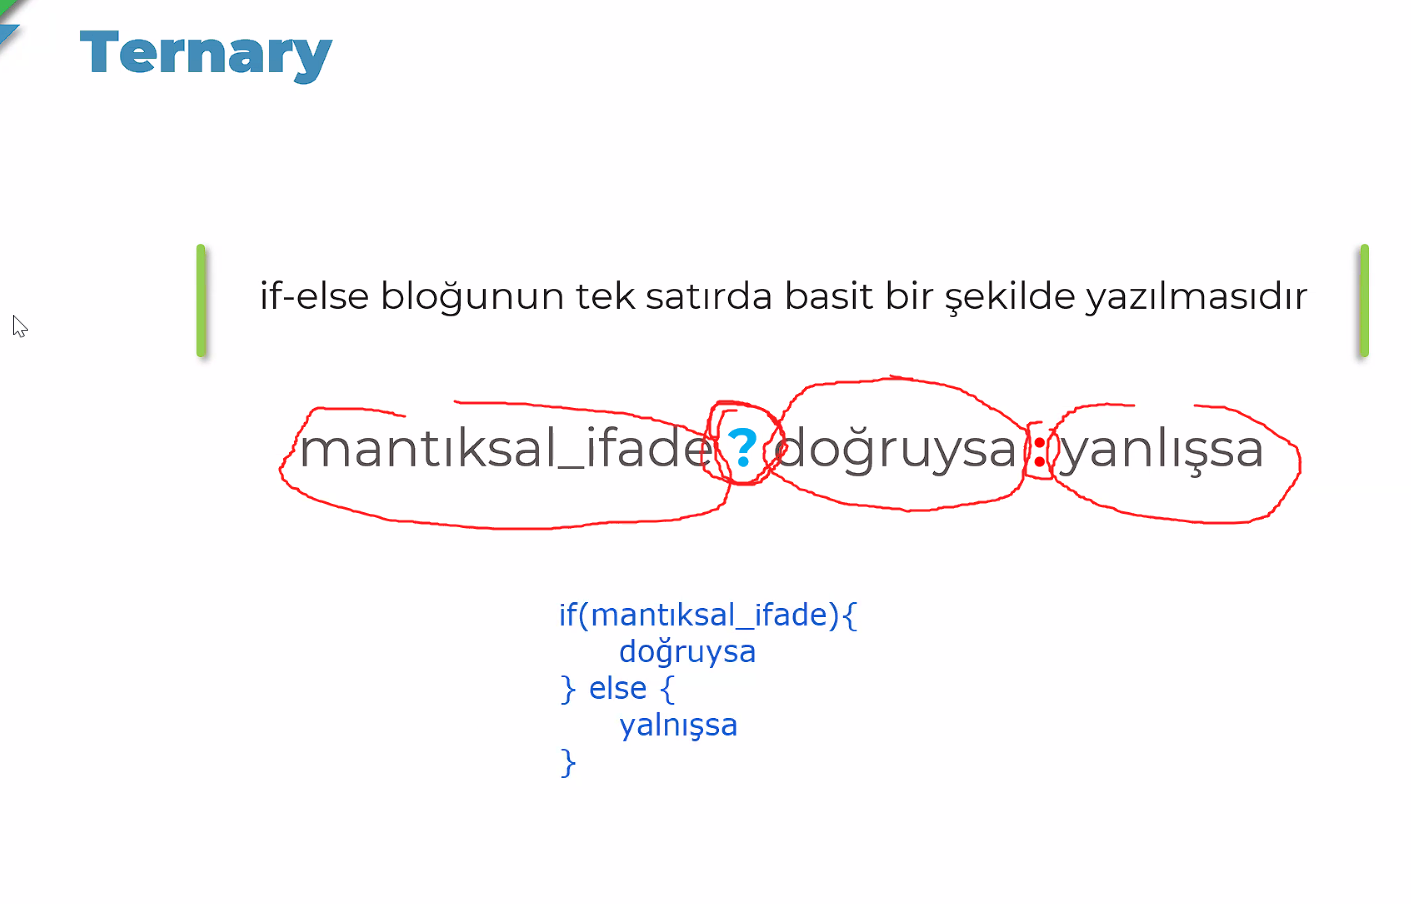 Ternary
if-else bloğunun tek satırda basit bir şekilde yazılmasıdır
mantıksal_ifade ? doğruysa : yanlışsa
if(mantıksal_ifade){
doğruysa
} else {
yalnışsa
}